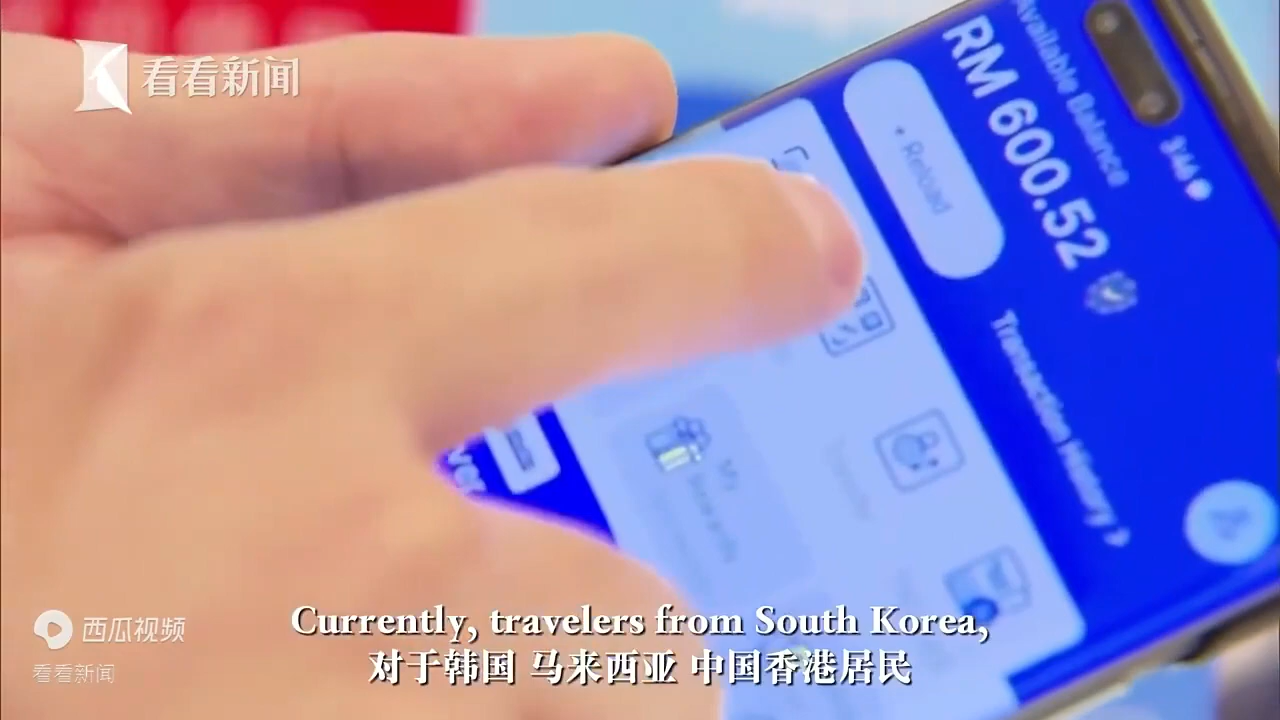 看看新闻
Available Balance
RM 600.52
346
Reload
Transaction History >
My
西瓜视频
看看新闻
Currently, travelers from South Korea,
对于韩国 马来西亚 中国香港居民